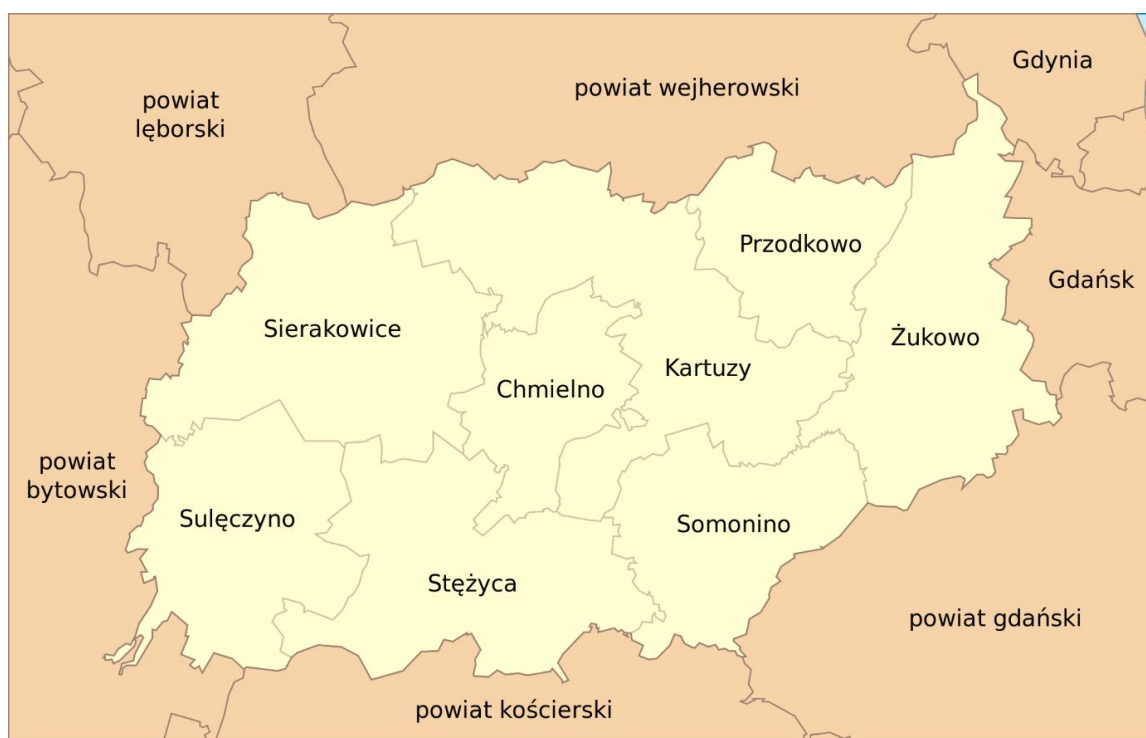 Gdynia
powiat wejherowski
powiat
lęborski
Przodkowo
Gdańsk
Sierakowice
Żukowo
Kartuzy
Chmielno
powiat
bytowski
Sulęczyno
Somonino
Stężyca
powiat gdański
powiat kościerski